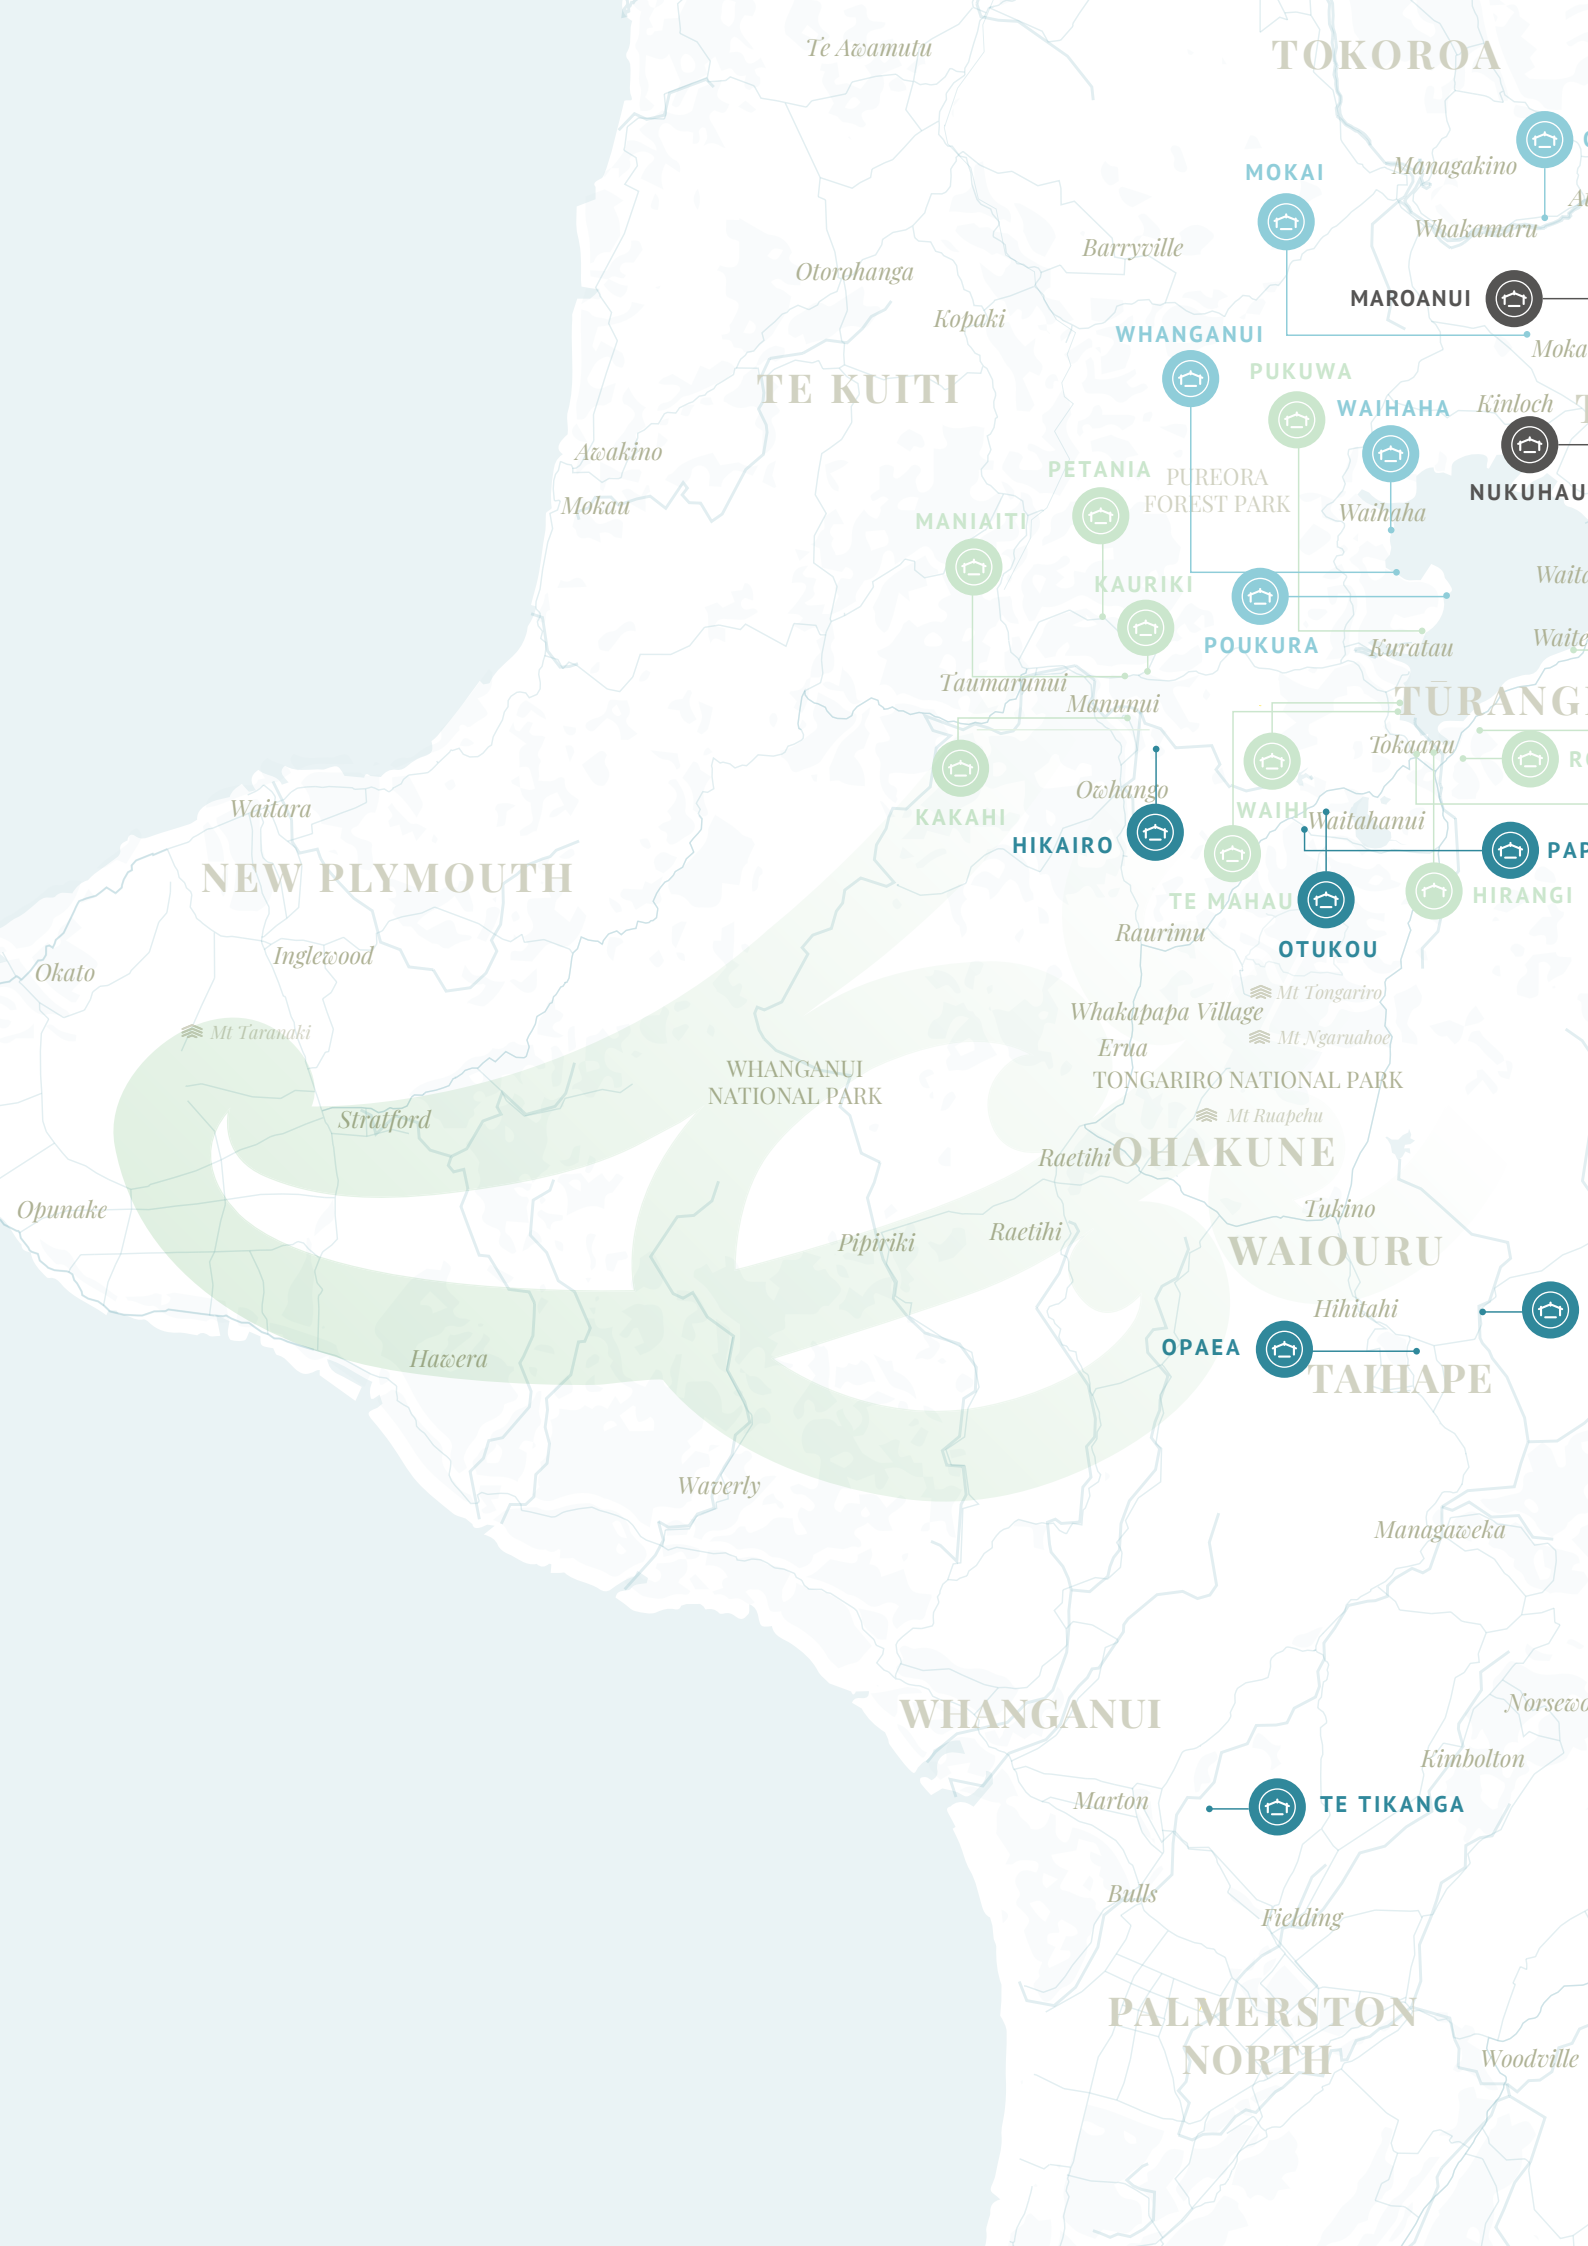 Te Awamutu
TOKOROA
Managakino
MOKAI
Whakamaru
Barryville
Otorohanga
MAROANUI
Kopaki
WHANGANUI
Moka
PUKUWA
TE KUITI
Kinloch
WAIHAHA
Awakino
PETANIA
PUREORA
FOREST PARK
NUKUHAU
Mokau
Waihaha
MANIAITI
KAURIKI
POUKURA
Kuratau
Taumarunui
Manunui
TŪRANGI
Tokaanu
Owhango
Waitara
KAKAHI
WAIHI
Waitahanui
HIKAIRO
PAP
NEW PLYMOUTH
HIRANGI
TE MAHAU
Raurimu
OTUKOU
Inglewood
Okato
Mt Tongariro
Whakapapa Village
Mt Taranaki
Mt Ngaruahoe
Erua
WHANGANUI
NATIONAL PARK
TONGARIRO NATIONAL PARK
Mt Ruapehu
Stratford
Raetihi
OHAKUNE
Opunake
Tukino
Raetihi
Pipiriki
WAIOURU
Hihitahi
OPAEA
Hawera
TAIHAPE
Waverly
Managaweka
WHANGANUI
Kimbolton
Marton
TE TIKANGA
Bulls
Fielding
PALMERSTON
NORTH
Woodville